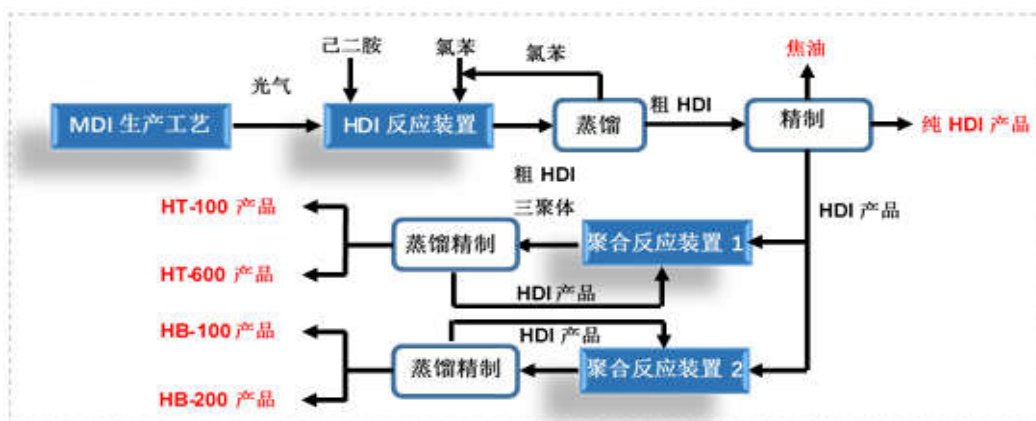 焦油
己二胺
氯苯
氯苯
光气
粗 HDI
MDI 生产工艺
HDI 反应装置
蒸馏
精制
纯 HDI 产品
粗 HDI
三聚体
HDI 产品
HT-100 产品
蒸馏精制
聚合反应装置 1
HT-600 产品
HDI 产品
HB-100 产品
HDI 产品
蒸馏精制
聚合反应装置 2
HB-200 产品